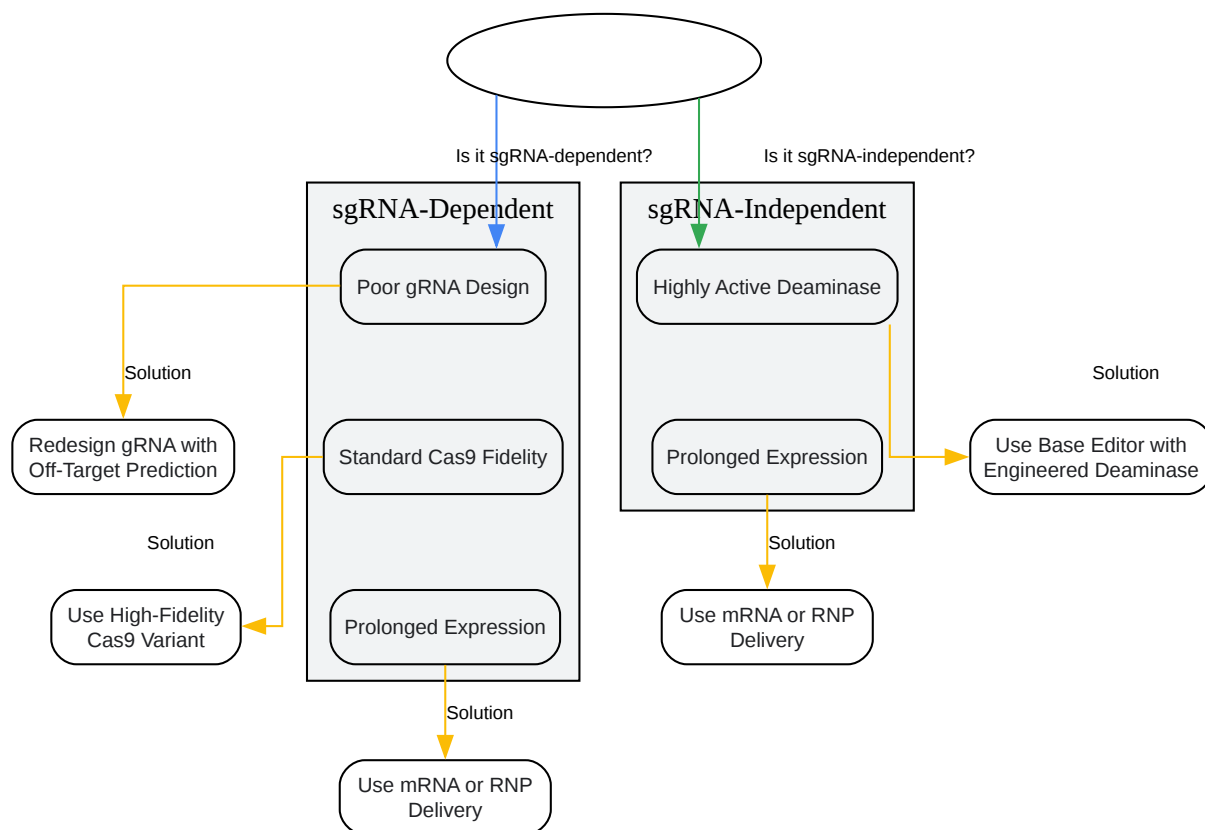 Is it sgRNA-dependent?
Is it sgRNA-independent?
sgRNA-Dependent
sgRNA-Independent
Poor gRNA Design
Highly Active Deaminase
Solution
Solution
Redesign gRNA with
Off-Target Prediction
Standard Cas9 Fidelity
Prolonged Expression
Use Base Editor with
Engineered Deaminase
Solution
Solution
Use High-Fidelity
Cas9 Variant
Prolonged Expression
Use mRNA or RNP
Delivery
Solution
Use mRNA or RNP
Delivery